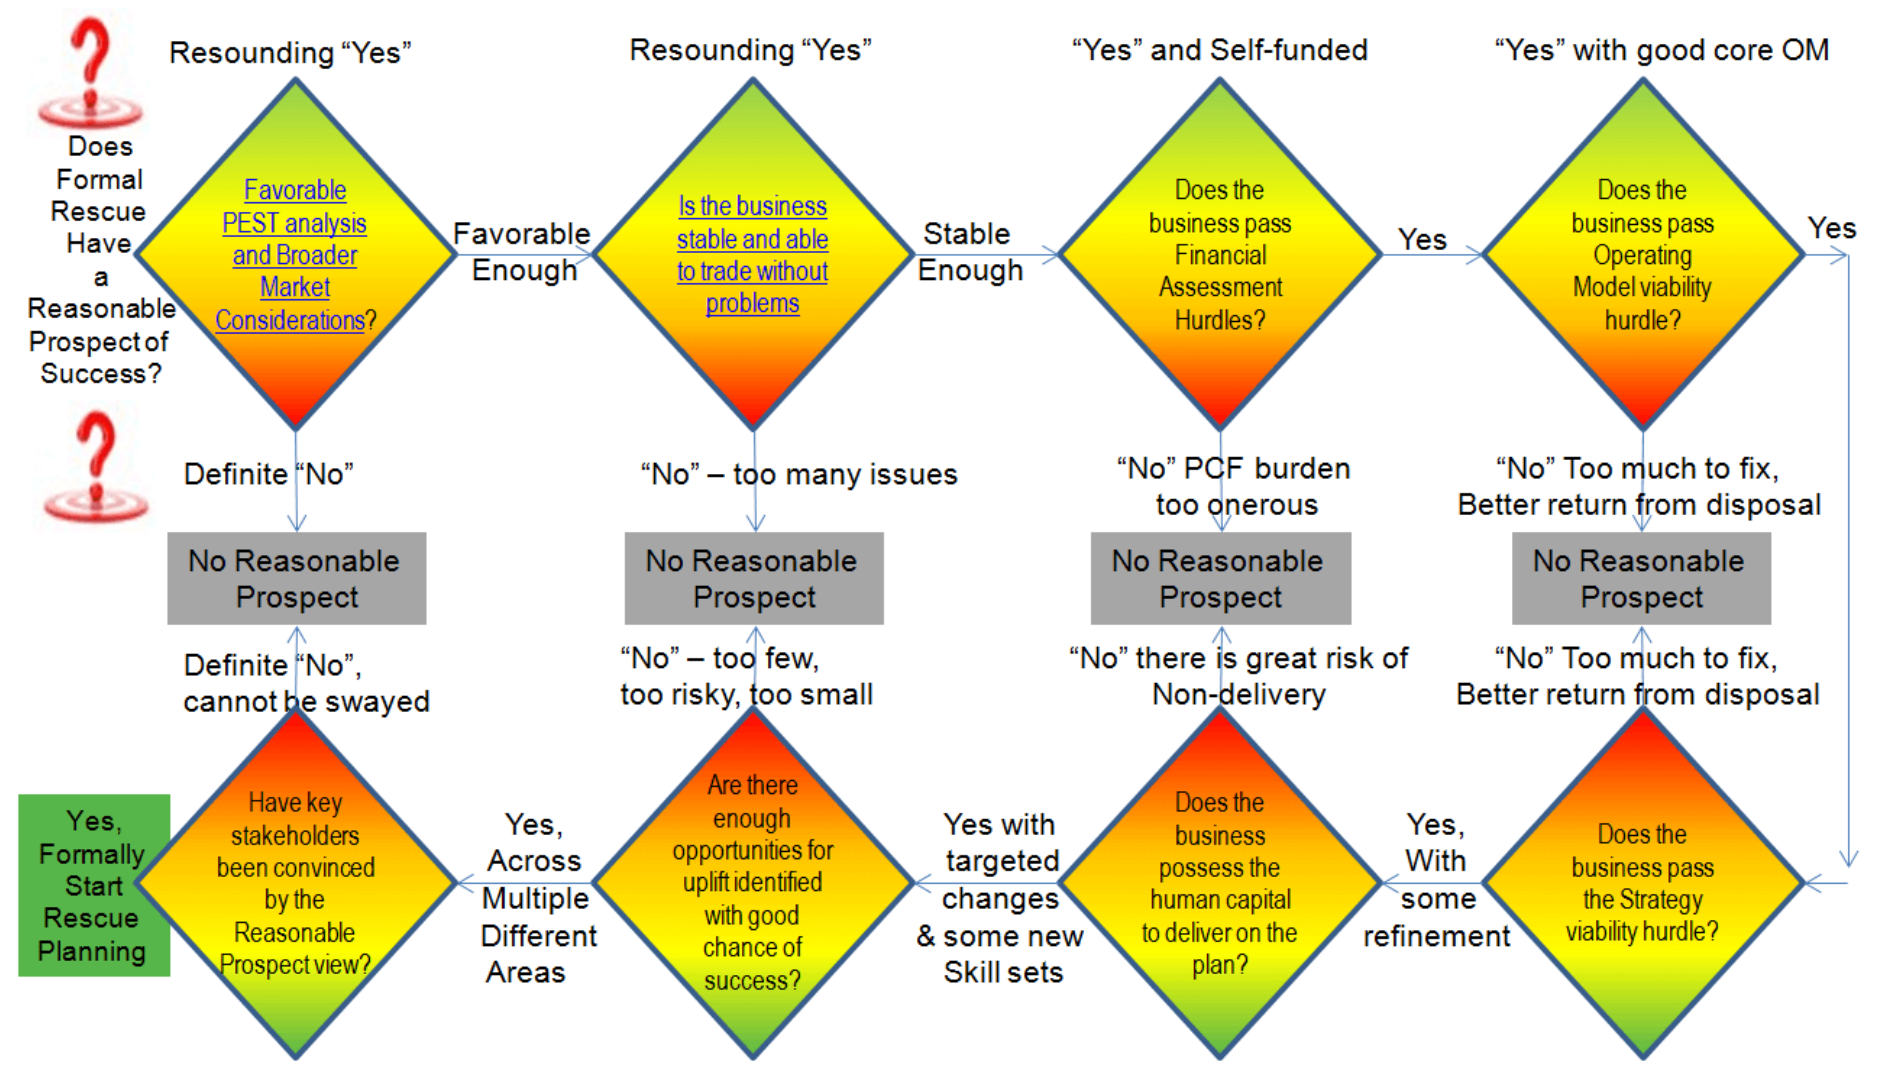 Does
Formal
Rescue
Have
a
Reasonable
Prospect of
Success?
Resounding “Yes”
Favorable
PEST analysis
and Broader
Market
Considerations?
Favorable
Enough
Definite “No”
No Reasonable
Prospect
Resounding “Yes”
Is the business
stable and able
to trade without
problems
Stable
Enough
“No” – too many issues
No Reasonable
Prospect
“Yes” and Self-funded
Does the
business pass
Financial
Assessment
Hurdles?
Yes
“No” PCF burden
too onerous
No Reasonable
Prospect
“Yes” with good core OM
Does the
business pass
Operating
Model viability
hurdle?
Yes
“No” Too much to fix,
Better return from disposal
No Reasonable
Prospect
“No” Too much to fix,
Better return from disposal
Does the
business pass
the Strategy
viability hurdle?
Yes,
With
some
refinement
“No” there is great risk of
Non-delivery
Does the
business
possess the
human capital
to deliver on the
plan?
Yes with
targeted
changes
& some new
Skill sets
“No” – too few,
too risky, too small
Are there
enough
opportunities for
uplift identified
with good
chance of
success?
Yes,
Across
Multiple
Different
Areas
Definite “No”,
cannot be swayed
Have key
stakeholders
been convinced
by the
Reasonable
Prospect view?
Yes,
Formally
Start
Rescue
Planning